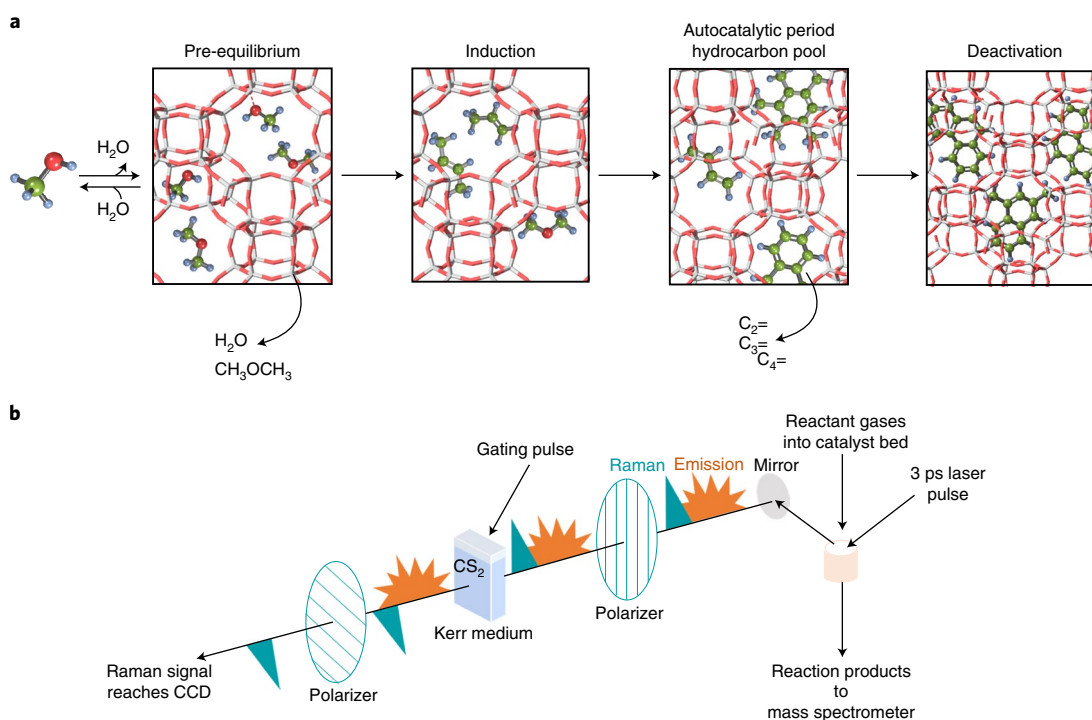 a
Pre-equilibrium
Induction
Autocatalytic period
hydrocarbon pool
Deactivation
H₂O
H₂O
H₂O
CH₃OCH₃
C₂=
C₃=
C₄=
b
Reactant gases
into catalyst bed
Gating pulse
Raman
Emission
Mirror
3 ps laser
pulse
CS₂
Polarizer
Kerr medium
Raman signal
reaches CCD
Polarizer
Reaction products
to
mass spectrometer